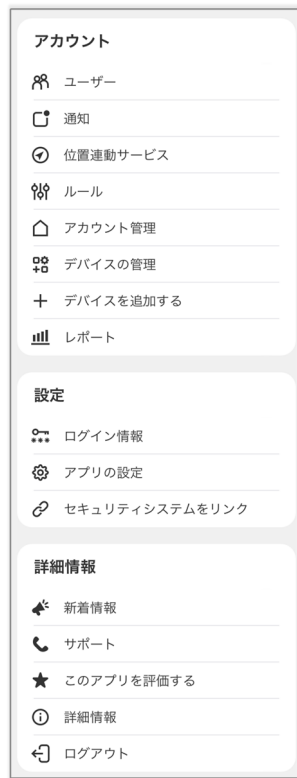 アカウント
ユーザー
通知
位置連動サービス
ルール
アカウント管理
デバイスの管理
デバイスを追加する
レポート
設定
ログイン情報
アプリの設定
セキュリティシステムをリンク
詳細情報
新着情報
サポート
このアプリを評価する
詳細情報
ログアウト